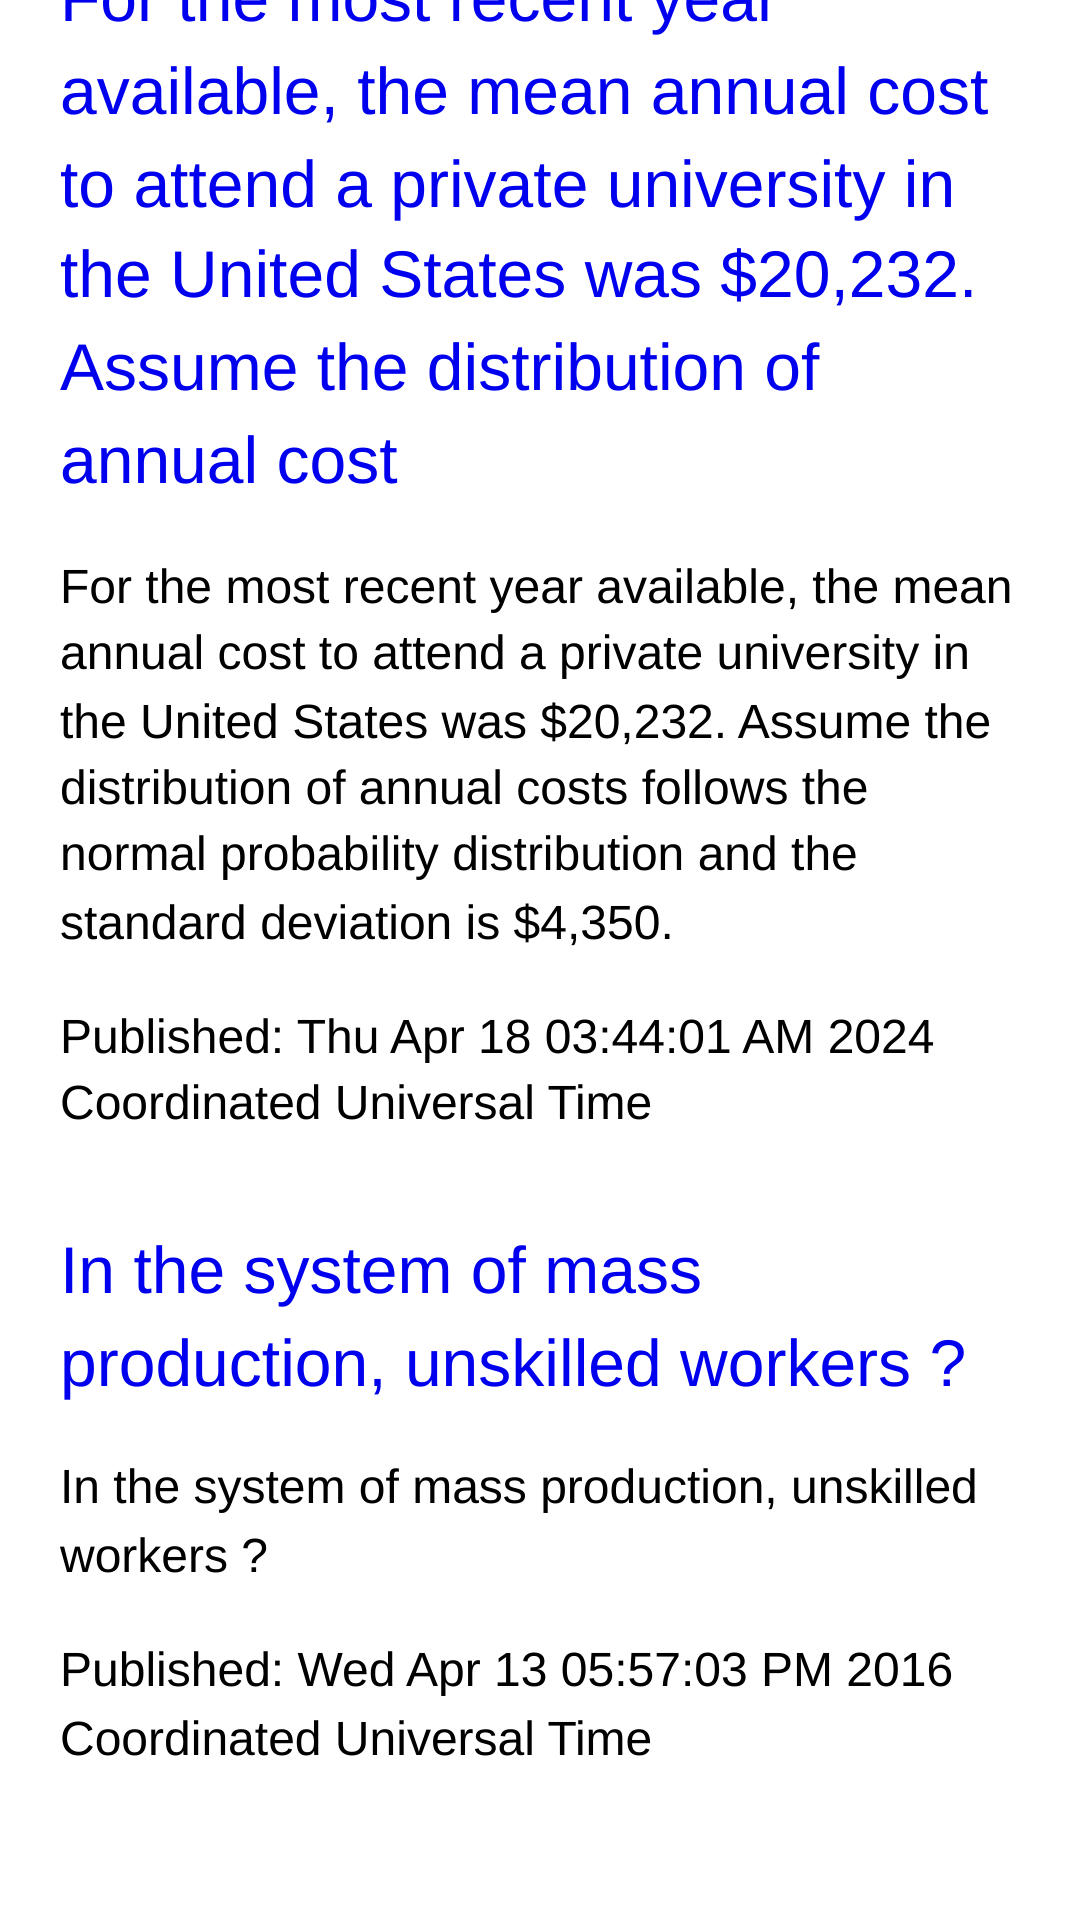 For the most recent year
available, the mean annual cost
to attend a private university in
the United States was $20,232.
Assume the distribution of
annual cost
For the most recent year available, the mean
annual cost to attend a private university in
the United States was $20,232. Assume the
distribution of annual costs follows the
normal probability distribution and the
standard deviation is $4,350.
Published: Thu Apr 18 03:44:01 AM 2024
Coordinated Universal Time
In the system of mass
production, unskilled workers ?
In the system of mass production, unskilled
workers ?
Published: Wed Apr 13 05:57:03 PM 2016
Coordinated Universal Time